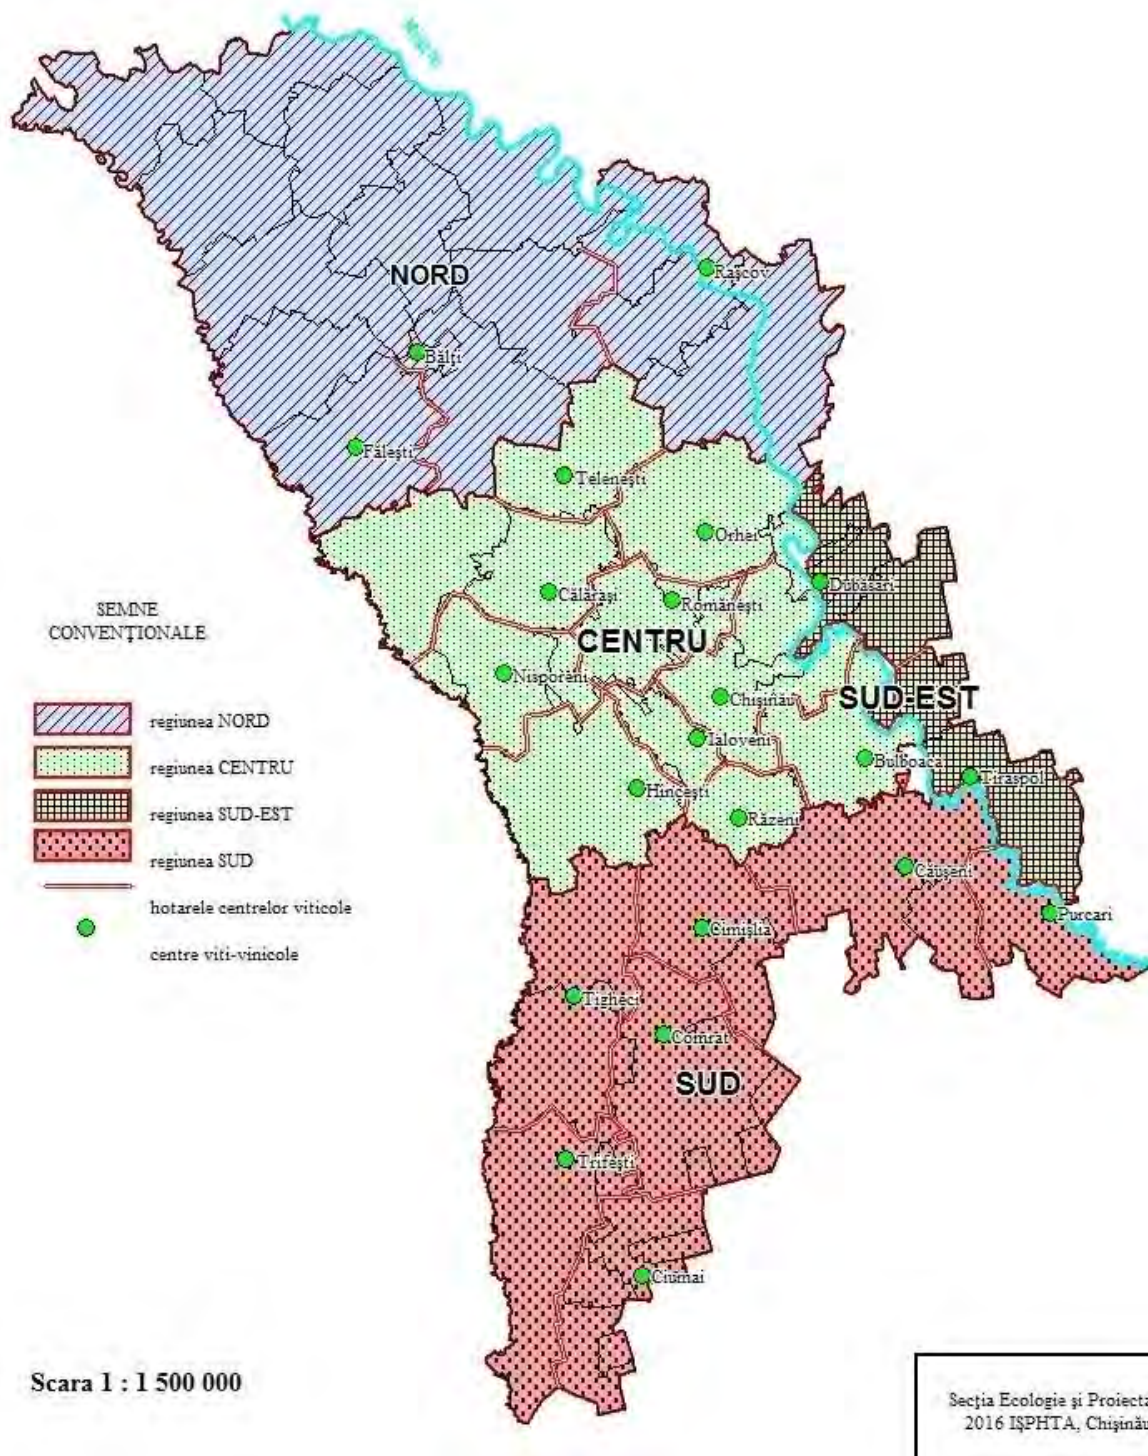 NORD
Rașcov
Bălți
Fălești
Telenești
Orhei
Dubăsari
Călărași
Românești
CENTRU
Nisporeni
Chișinău
SUD-EST
Ialoveni
Bulboaca
Tiraspol
Hîncești
Răzeni
Căușeni
Purcari
Cimișlia
Tigheci
Comrat
SUD
Trifești
Ciumai
SEMNE
CONVENȚIONALE
regiunea NORD
regiunea CENTRU
regiunea SUD-EST
regiunea SUD
hotarele centrelor viticole
centre viti-vinicole
Scara 1 : 1 500 000
Secția Ecologie și Proiecta
2016 IȘPHTA, Chișinău